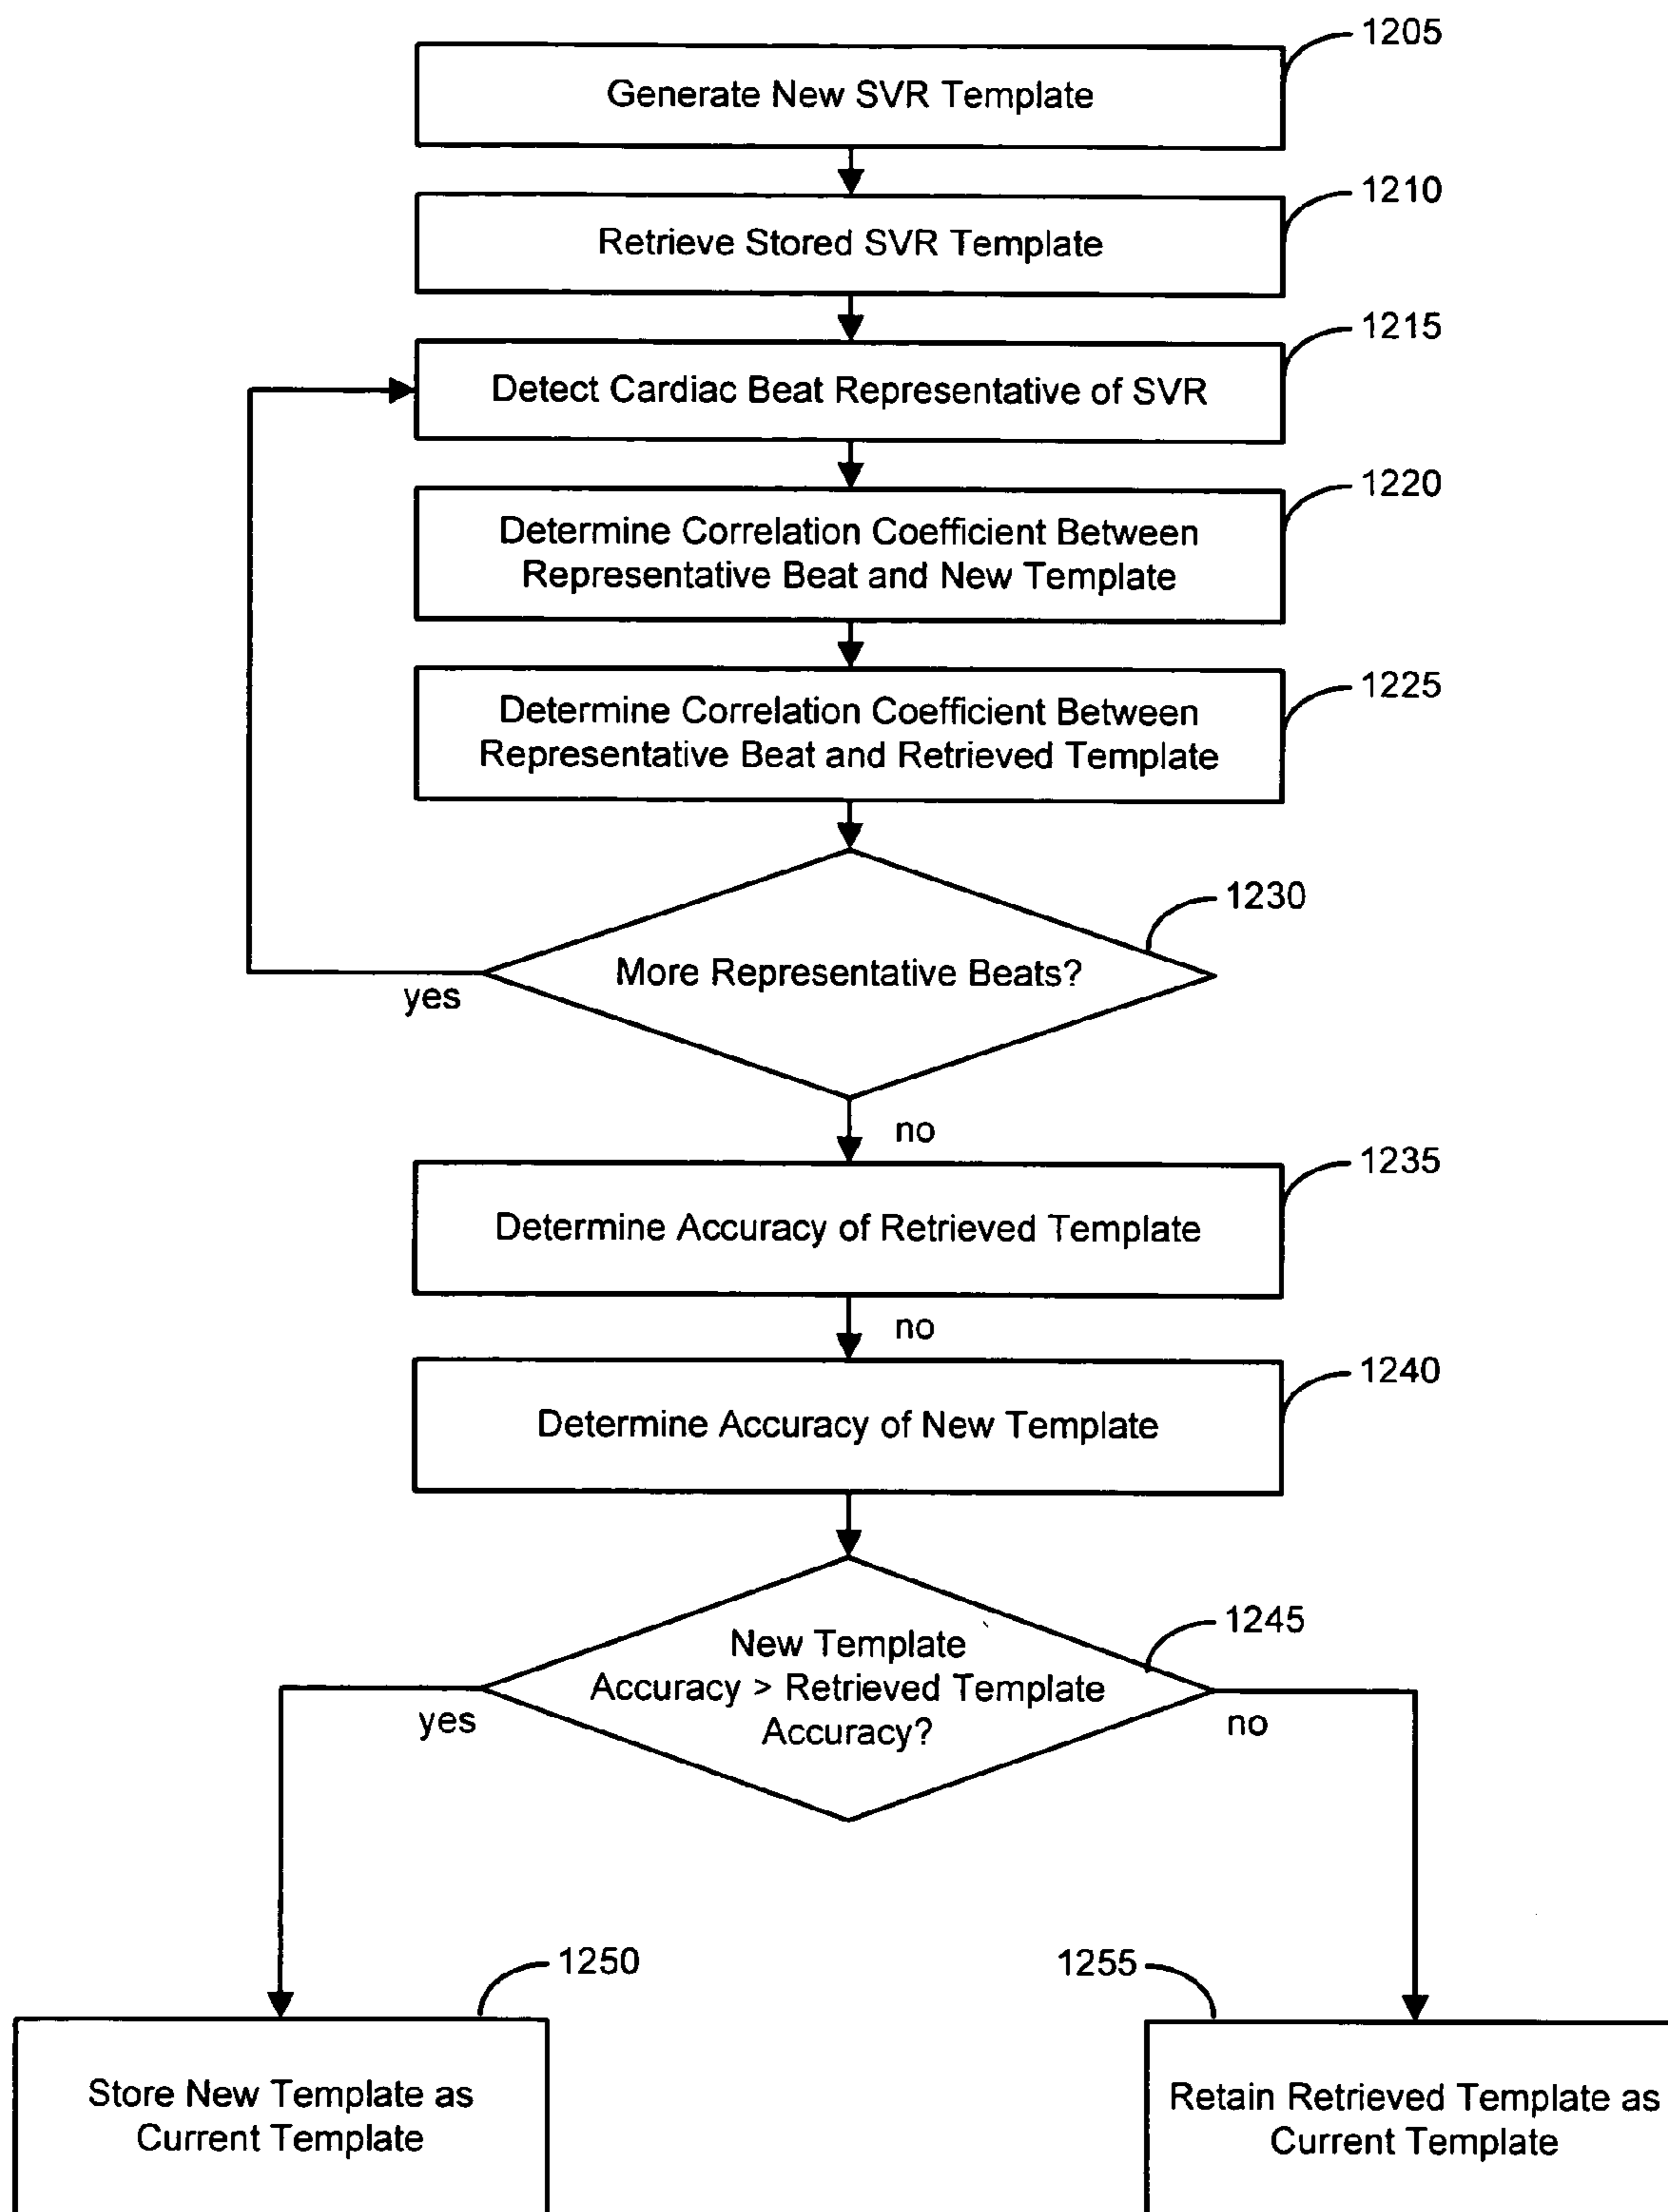 1205
Generate New SVR Template
1210
Retrieve Stored SVR Template
1215
Detect Cardiac Beat Representative of SVR
1220
Determine Correlation Coefficient Between
Representative Beat and New Template
1225
Determine Correlation Coefficient Between
Representative Beat and Retrieved Template
1230
More Representative Beats?
yes
no
1235
Determine Accuracy of Retrieved Template
no
1240
Determine Accuracy of New Template
1245
New Template
Accuracy > Retrieved Template
Accuracy?
yes
no
1250
1255
Store New Template as
Current Template
Retain Retrieved Template as
Current Template